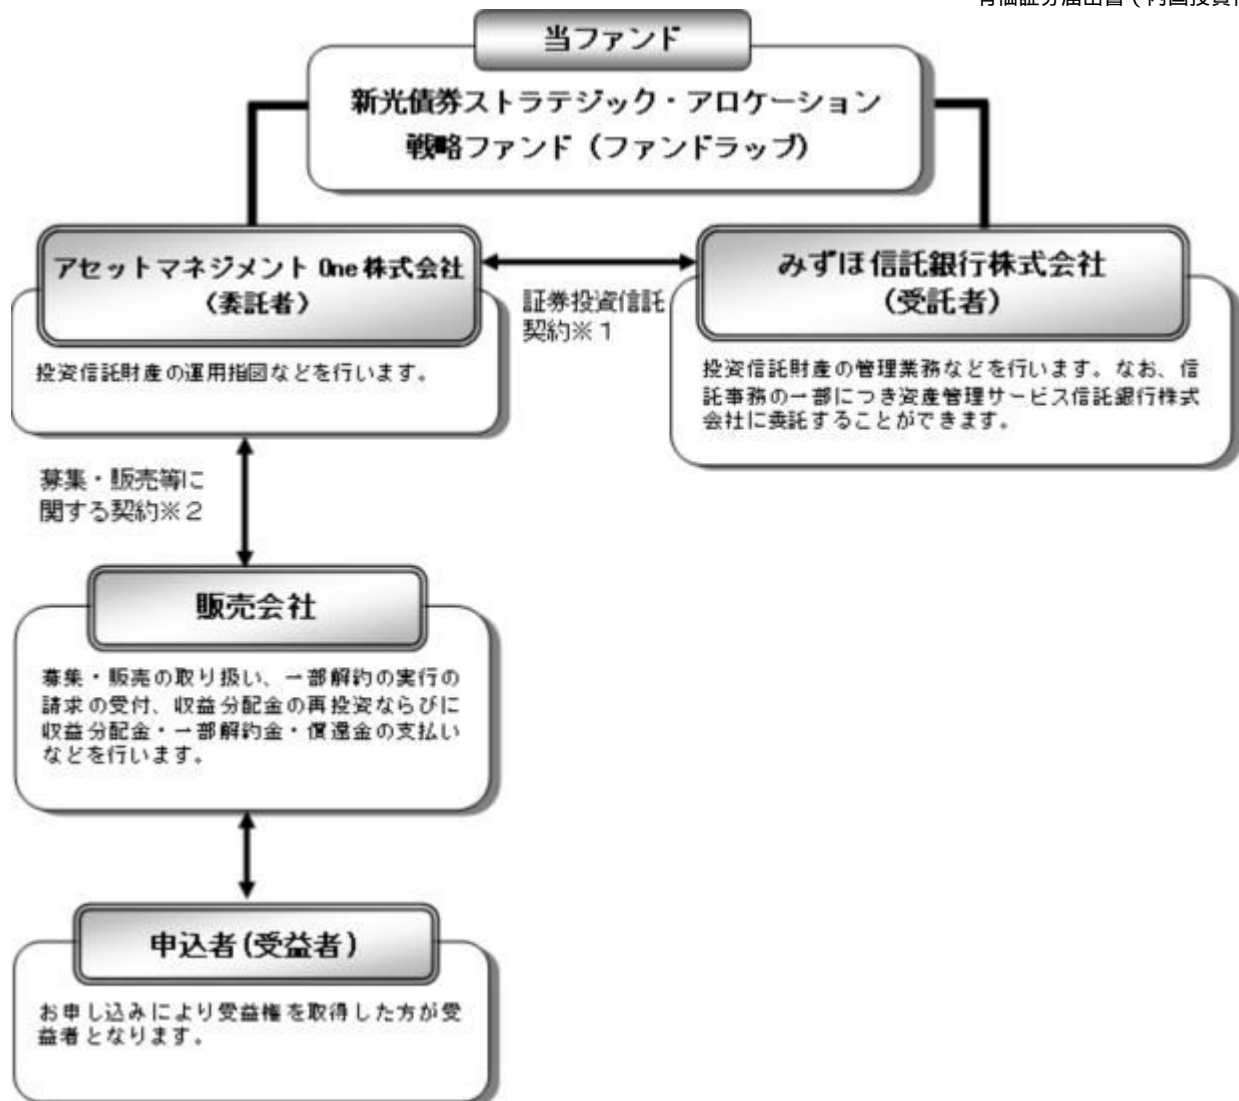 当ファンド
新光債券ストラテジック・アロケーション
戦略ファンド（ファンドラップ）
アセットマネジメント One 株式会社
（委託者）
投資信託財産の運用指図などを行います。
証券投資信託
契約※１
みずほ信託銀行株式会社
（受託者）
投資信託財産の管理業務などを行います。なお、信
託事務の一部につき資産管理サービス信託銀行株式
会社に委託することができます。
募集・販売等に
関する契約※２
販売会社
募集・販売の取り扱い、一部解約の実行の
請求の受付、収益分配金の再投資ならびに
収益分配金・一部解約金・償還金の支払い
などを行います。
申込者(受益者)
お申し込みにより受益権を取得した方が受
益者となります。